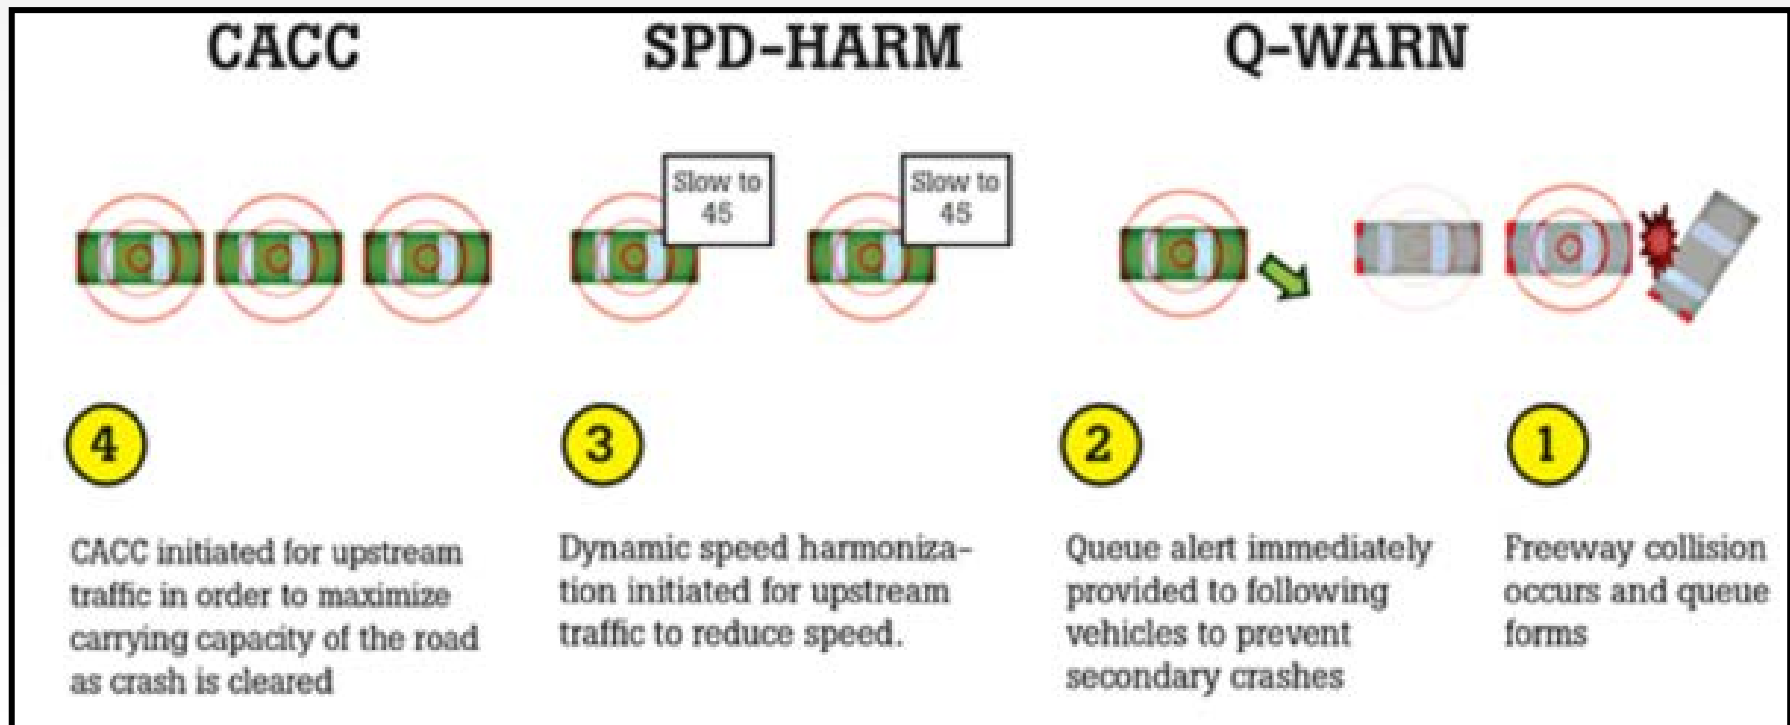 CACC
SPD-HARM
Q-WARN
Slow to
45
Slow to
45
4
3
2
1
CACC initiated for upstream
traffic in order to maximize
carrying capacity of the road
as crash is cleared
Dynamic speed harmoniza-
tion initiated for upstream
traffic to reduce speed.
Queue alert immediately
provided to following
vehicles to prevent
secondary crashes
Freeway collision
occurs and queue
forms